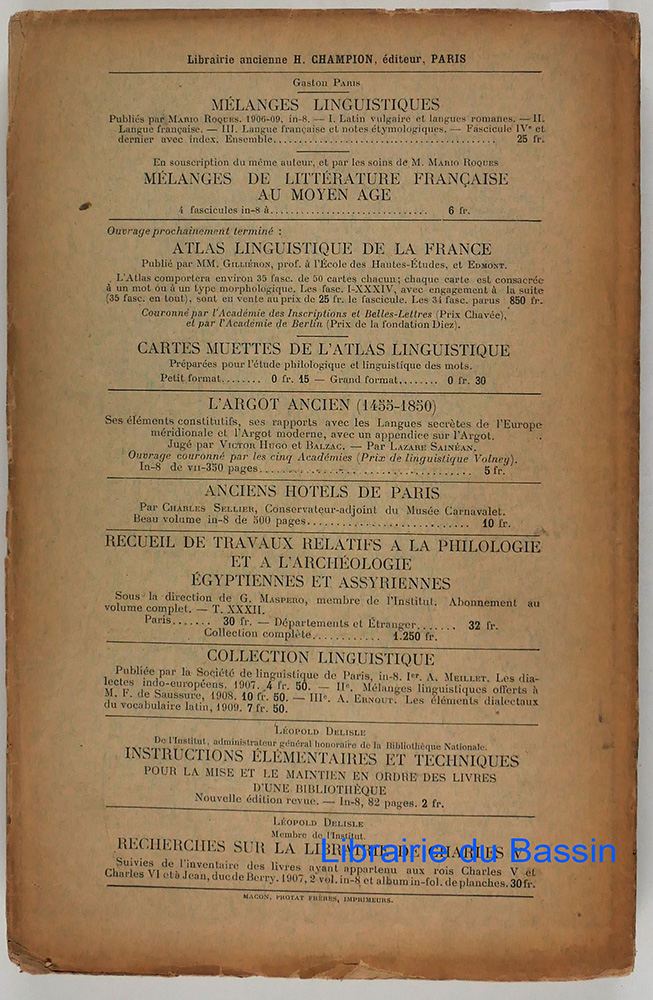 Librairie ancienne H. CHAMPION, éditeur, PARIS
Gaston Paris
MÉLANGES LINGUISTIQUES
Publiés par Mario Roques. 1906-09, in-8. — I. Latin vulgaire et langues romanes. — II.
Langue française. — III. Langue française et notes étymologiques. — Fascicule IVe et
dernier avec index. Ensemble........ 25 fr.
En souscription du même auteur, et par les soins de M. Mario Roques
MÉLANGES DE LITTÉRATURE FRANÇAISE
AU MOYEN AGE
4 fascicules in-8 à........ 6 fr.
Ouvrage prochainement terminé :
ATLAS LINGUISTIQUE DE LA FRANCE
Publié par MM. Gilliéron, prof. à l'École des Hautes-Études, et Edmont.
L'Atlas comportera environ 35 fasc. de 50 cartes chacun; chaque carte est consacrée
à un mot ou à un type morphologique. Les fasc. I-XXXIV, avec engagement à la suite
(35 fasc. en tout), sont en vente au prix de 25 fr. le fascicule. Les 34 fasc. parus 850 fr.
Couronné par l'Académie des Inscriptions et Belles-Lettres (Prix Chavée),
et par l'Académie de Berlin (Prix de la fondation Diez).
CARTES MUETTES DE L'ATLAS LINGUISTIQUE
Préparées pour l'étude philologique et linguistique des mots.
Petit format........ 0 fr. 15 — Grand format........ 0 fr. 30
L'ARGOT ANCIEN (1455-1850)
Ses éléments constitutifs, ses rapports avec les Langues secrètes de l'Europe
méridionale et l'Argot moderne, avec un appendice sur l'Argot.
Jugé par Victor Hugo et Balzac. — Par Lazare Sainéan.
Ouvrage couronné par les cinq Académies (Prix de linguistique Volney).
In-8 de VII-350 pages........ 5 fr.
ANCIENS HOTELS DE PARIS
Par Charles Sellier, Conservateur-adjoint du Musée Carnavalet.
Beau volume in-8 de 500 pages........ 10 fr.
RECUEIL DE TRAVAUX RELATIFS A LA PHILOLOGIE
ET A L'ARCHÉOLOGIE
ÉGYPTIENNES ET ASSYRIENNES
Sous la direction de G. Maspero, membre de l'Institut. Abonnement au
volume complet. — T. XXXII.
Paris....... 30 fr. — Départements et Étranger....... 32 fr.
Collection complète........ 1.250 fr.
COLLECTION LINGUISTIQUE
Publiée par la Société de linguistique de Paris, in-8. Ier. A. Meillet. Les dia-
lectes indo-européens, 1907. 4 fr. 50. — IIe. Mélanges linguistiques offerts à
M. F. de Saussure, 1908. 10 fr. 50. — IIIe. A. Ernout. Les éléments dialectaux
du vocabulaire latin, 1909. 7 fr. 50.
Léopold Delisle
De l'Institut, administrateur général honoraire de la Bibliothèque Nationale.
INSTRUCTIONS ÉLÉMENTAIRES ET TECHNIQUES
POUR LA MISE ET LE MAINTIEN EN ORDRE DES LIVRES
D'UNE BIBLIOTHÈQUE
Nouvelle édition revue. — In-8, 82 pages. 2 fr.
Léopold Delisle
Membre de l'Institut.
RECHERCHES SUR LA LIBRAIRIE DE CHARLES V
Librairie du Bassin
Suivies de l'inventaire des livres ayant appartenu aux rois Charles V et
Charles VI et à Jean, duc de Berry. 1907, 2 vol. in-8 et album in-fol. de planches. 30 fr.
MACON, PROTAT FRÈRES, IMPRIMEURS.